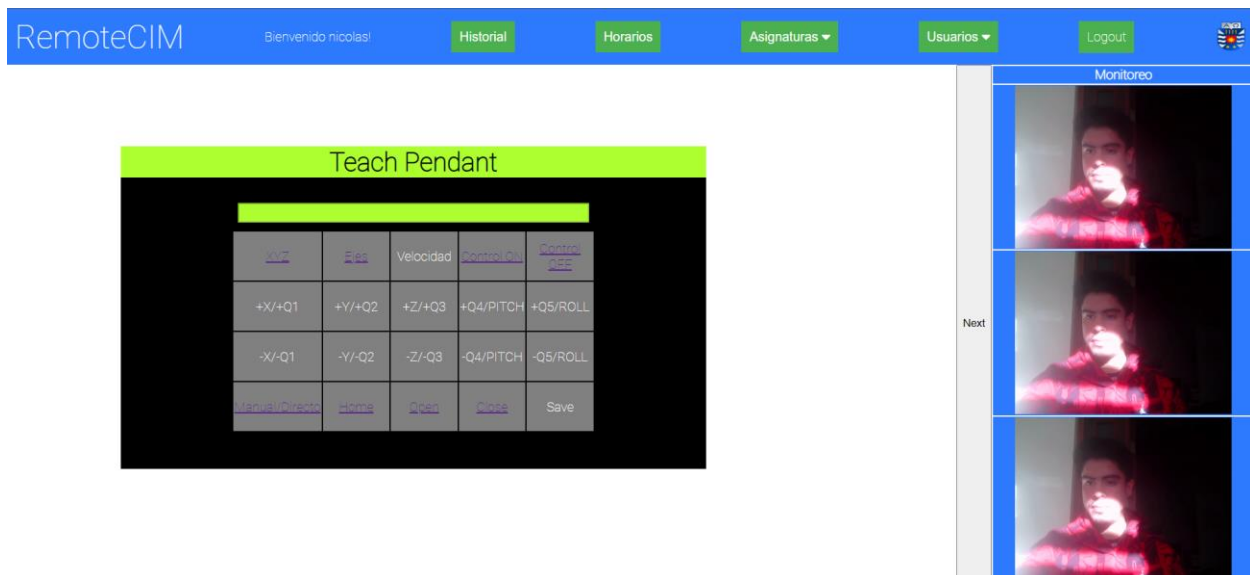 RemoteCIM Bienvenido nicolas! Historial Horarios Asignaturas Usuarios Logout
Monitoreo
Teach Pendant
XYZ Ejes Velocidad Control ON Control
OFF
+X/+Q1 +Y/+Q2 +Z/+Q3 +Q4/PITCH +Q5/ROLL
-X/-Q1 -Y/-Q2 -Z/-Q3 -Q4/PITCH -Q5/ROLL
Manual/Directo Home Open Close Save
Next